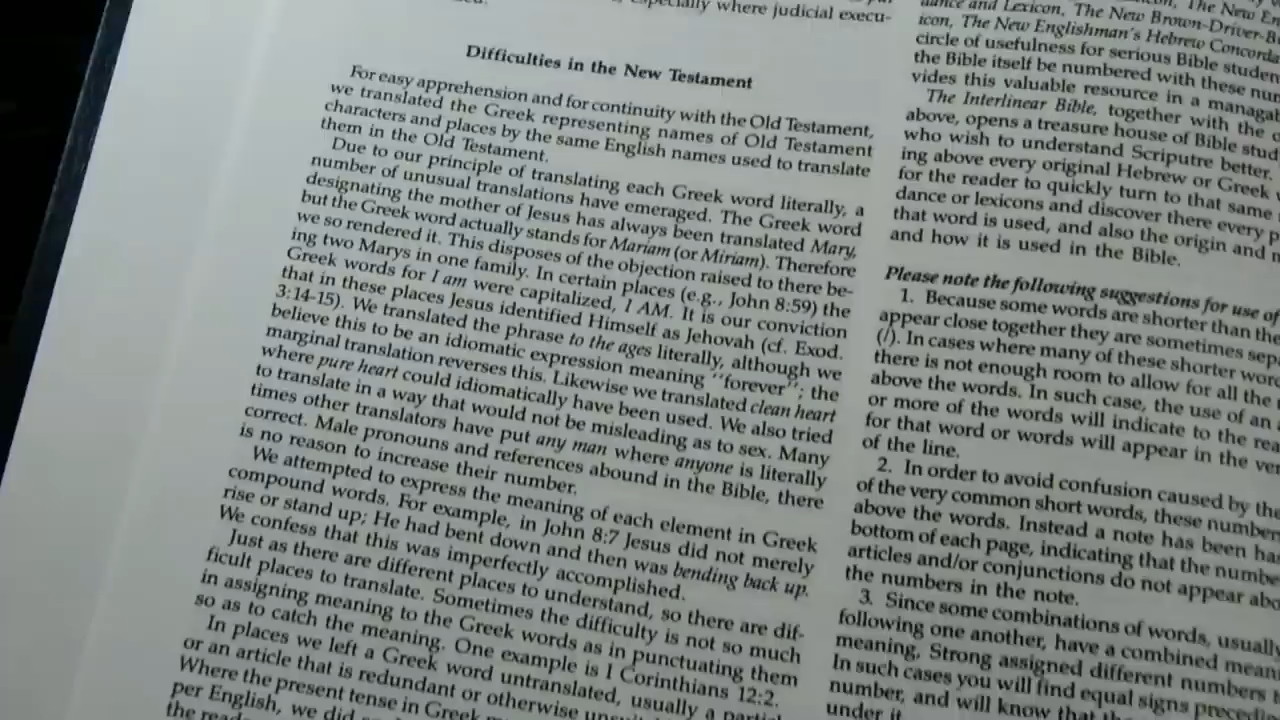 especially where judicial execu-
Difficulties in the New Testament
For easy apprehension and for continuity with the Old Testament,
we translated the Greek representing names of Old Testament
characters and places by the same English names used to translate
them in the Old Testament.
Due to our principle of translating each Greek word literally, a
number of unusual translations have emeraged. The Greek word
designating the mother of Jesus has always been translated Mary,
but the Greek word actually stands for Mariam (or Miriam). Therefore
we so rendered it. This disposes of the objection raised to there be-
ing two Marys in one family. In certain places (e.g., John 8:59) the
Greek words for I am were capitalized, I AM. It is our conviction
that in these places Jesus identified Himself as Jehovah (cf. Exod.
3:14-15). We translated the phrase to the ages literally, although we
believe this to be an idiomatic expression meaning "forever"; the
marginal translation reverses this. Likewise we translated clean heart
where pure heart could idiomatically have been used. We also tried
to translate in a way that would not be misleading as to sex. Many
times other translators have put any man where anyone is literally
correct. Male pronouns and references abound in the Bible, there
is no reason to increase their number.
We attempted to express the meaning of each element in Greek
compound words. For example, in John 8:7 Jesus did not merely
rise or stand up; He had bent down and then was bending back up.
We confess that this was imperfectly accomplished.
Just as there are different places to understand, so there are dif-
ficult places to translate. Sometimes the difficulty is not so much
in assigning meaning to the Greek words as in punctuating them
so as to catch the meaning. One example is I Corinthians 12:2.
In places we left a Greek word untranslated, usually a
or an article that is redundant or otherwise
Where the present tense in Greek
per English, we did
the
The New
dance and Lexicon, The New Brown-Driver-
icon, The New Englishman's Hebrew
circle of usefulness for serious Bible
the Bible itself be numbered with these
vides this valuable resource in a
The Interlinear Bible, together with the
above, opens a treasure house of Bible
who wish to understand Scriputre better.
ing above every original Hebrew or Greek
for the reader to quickly turn to that same
dance or lexicons and discover there every
that word is used, and also the origin and
and how it is used in the Bible.
Please note the following suggestions for use of
1. Because some words are shorter than
appear close together they are sometimes
(/). In cases where many of these shorter
there is not enough room to allow for all the
above the words. In such case, the use of an
or more of the words will indicate to the
for that word or words will appear in the
of the line.
2. In order to avoid confusion caused by the
of the very common short words, these
above the words. Instead a note has been
bottom of each page, indicating that the
articles and/or conjunctions do not appear
the numbers in the note.
3. Since some combinations of words, usually
following one another, have a combined
meaning, Strong assigned different numbers
In such cases you will find equal signs
number, and will know that
under it